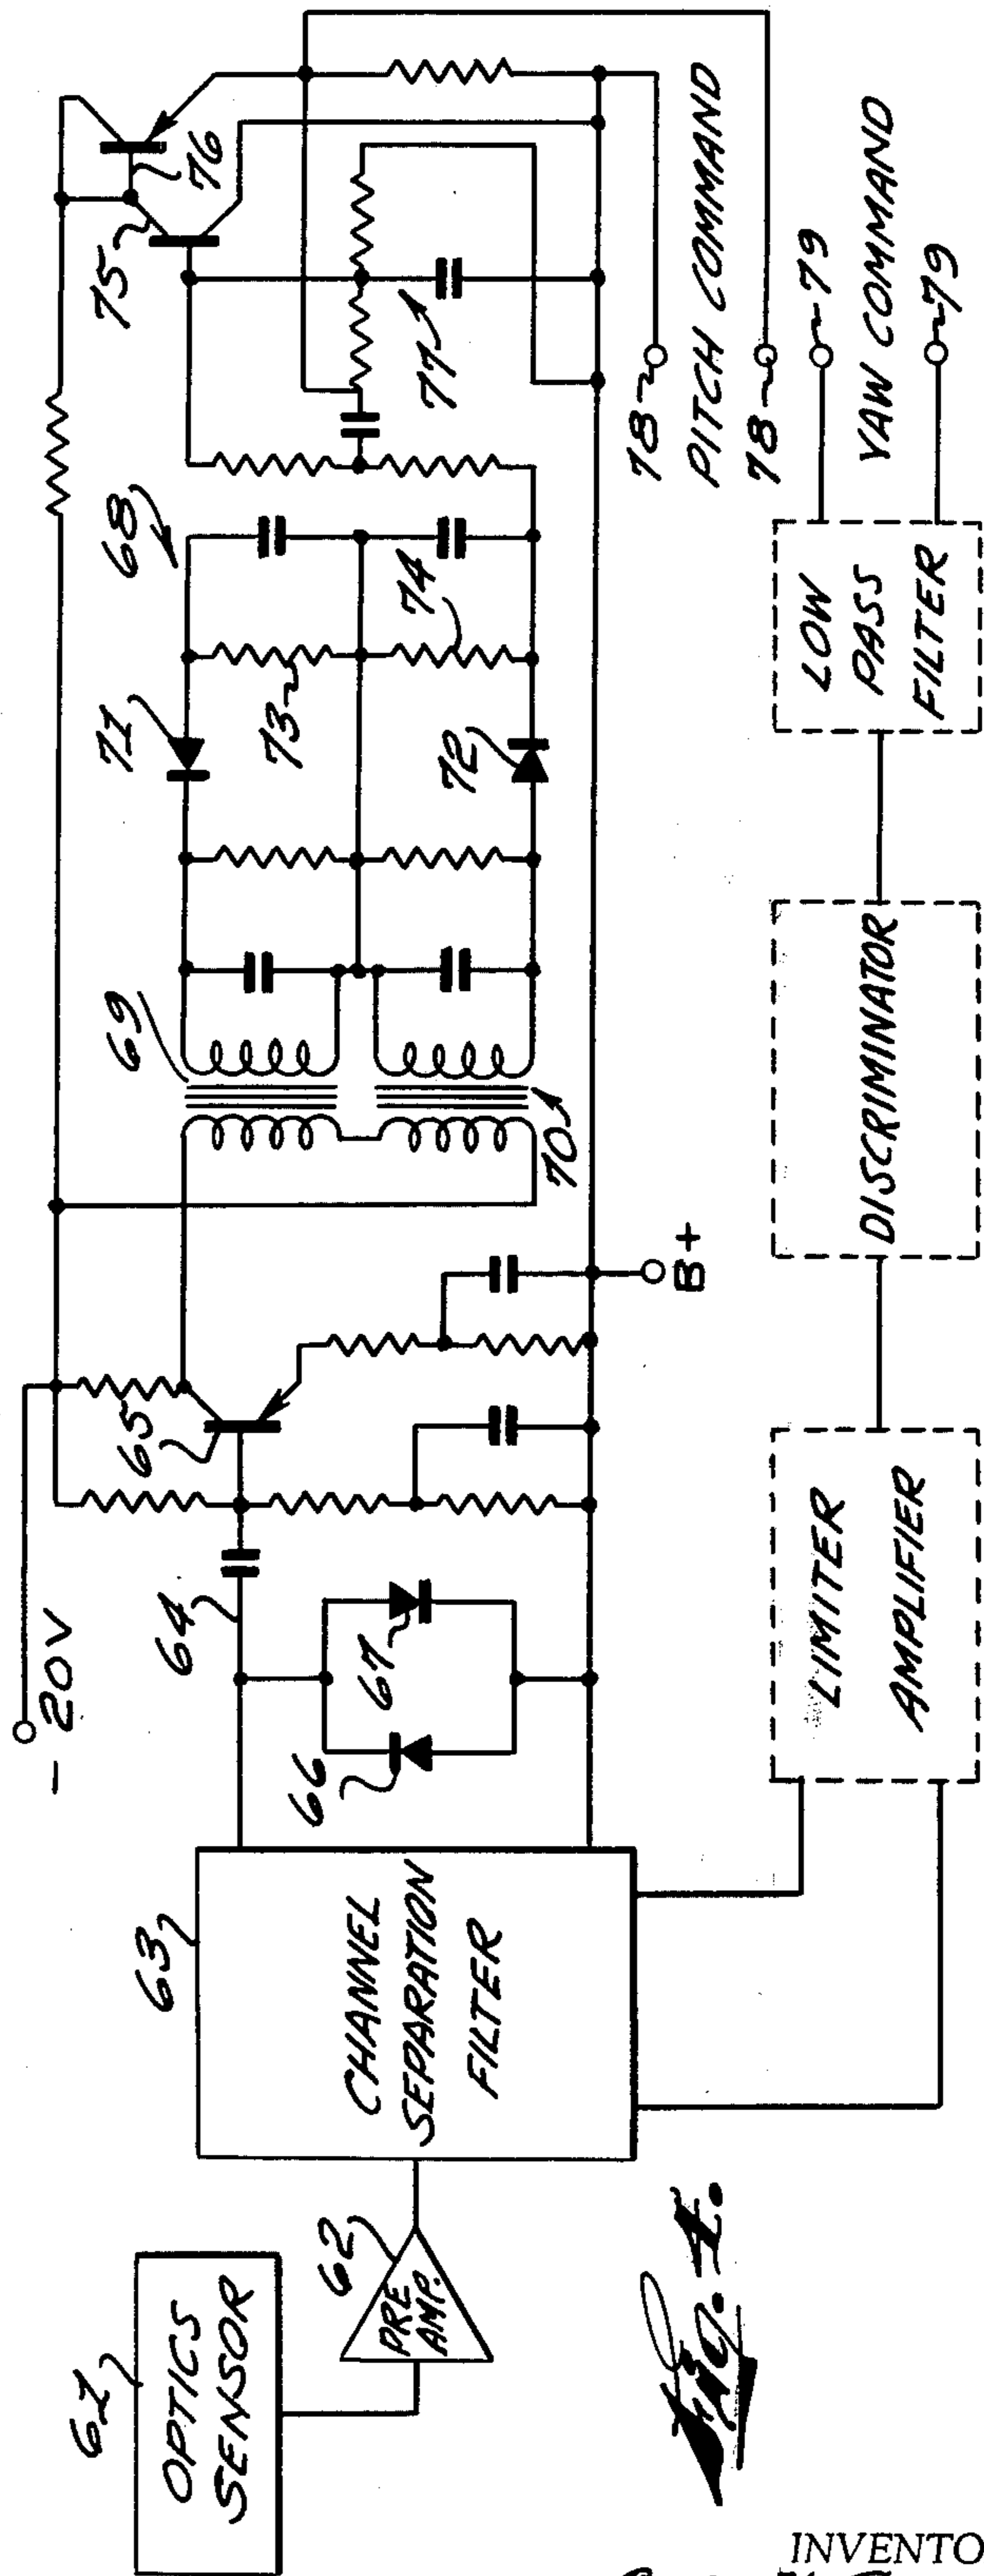 61
OPTICS
SENSOR
62
PRE
AMP.
63
CHANNEL
SEPARATION
FILTER
-20V
64
65
66
67
B+
68
69
70
71
72
73
74
75
76
77
78
PITCH COMMAND
78
79
YAW COMMAND
79
LIMITER
AMPLIFIER
DISCRIMINATOR
LOW
PASS
FILTER
Fig. 4.
INVENTO